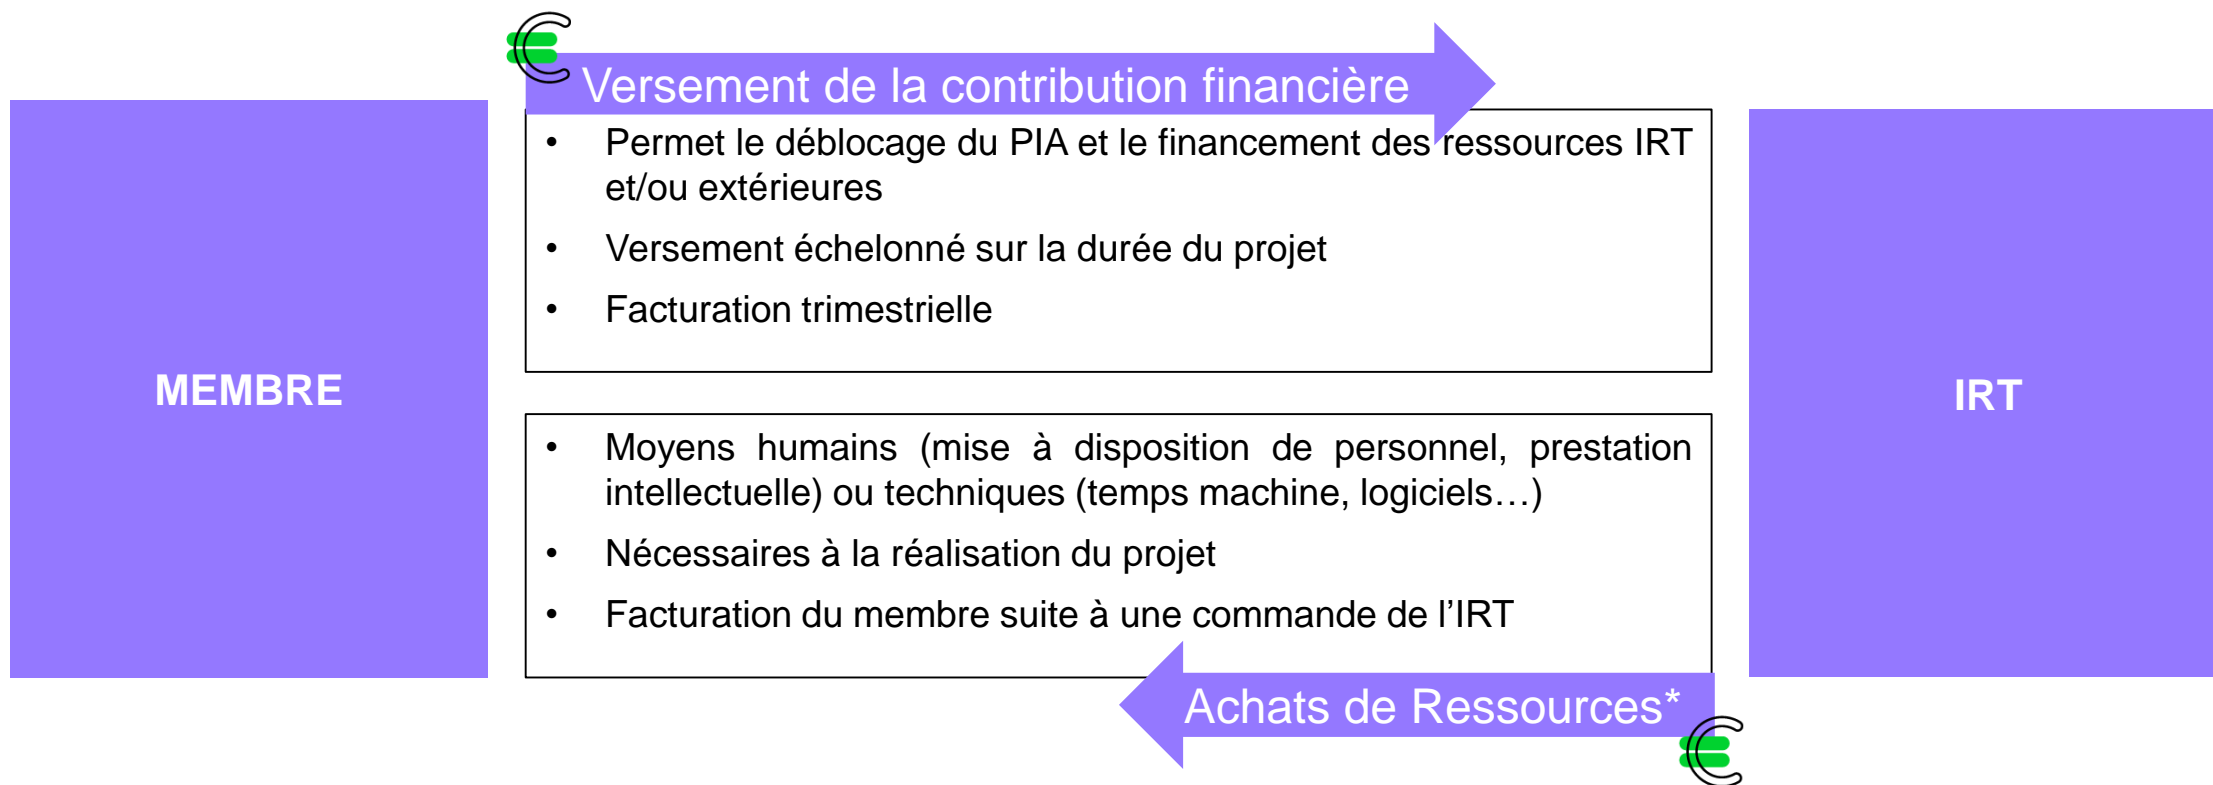 Versement de la contribution financière
MEMBRE
• Permet le déblocage du PIA et le financement des ressources IRT
et/ou extérieures
• Versement échelonné sur la durée du projet
• Facturation trimestrielle
• Moyens humains (mise à disposition de personnel, prestation
intellectuelle) ou techniques (temps machine, logiciels…)
• Nécessaires à la réalisation du projet
• Facturation du membre suite à une commande de l’IRT
IRT
Achats de Ressources*